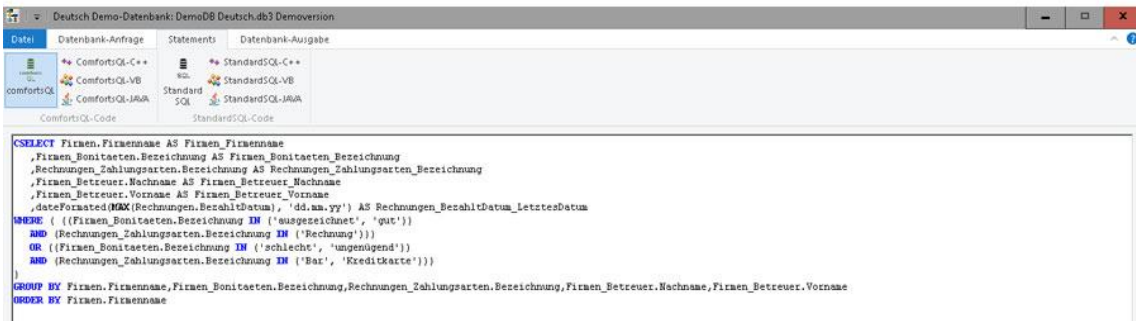 Deutsch Demo-Datenbank: DemoDB Deutsch.db3 Demoversion
Datei Datenbank-Anfrage Statements Datenbank-Ausgabe
comfortsQL
ComfortsQL-C++
ComfortsQL-VB
ComfortsQL-JAVA
ComfortsQL-Code
SQL
Standard
SQL
StandardSQL-C++
StandardSQL-VB
StandardSQL-JAVA
StandardSQL-Code
CSELECT Firmen.Firmenname AS Firmen_Firmenname
,Firmen_Bonitaeten.Bezeichnung AS Firmen_Bonitaeten_Bezeichnung
,Rechnungen_Zahlungsarten.Bezeichnung AS Rechnungen_Zahlungsarten_Bezeichnung
,Firmen_Betreuer.Nachname AS Firmen_Betreuer_Nachname
,Firmen_Betreuer.Vorname AS Firmen_Betreuer_Vorname
,dateFormated(MAX(Rechnungen.BezahltDatum), 'dd.mm.yy') AS Rechnungen_BezahltDatum_LetztesDatum
WHERE ( ((Firmen_Bonitaeten.Bezeichnung IN ('ausgezeichnet', 'gut'))
AND (Rechnungen_Zahlungsarten.Bezeichnung IN ('Rechnung')))
OR ((Firmen_Bonitaeten.Bezeichnung IN ('schlecht', 'ungenügend'))
AND (Rechnungen_Zahlungsarten.Bezeichnung IN ('Bar', 'Kreditkarte')))
)
GROUP BY Firmen.Firmenname,Firmen_Bonitaeten.Bezeichnung,Rechnungen_Zahlungsarten.Bezeichnung,Firmen_Betreuer.Nachname,Firmen_Betreuer.Vorname
ORDER BY Firmen.Firmenname